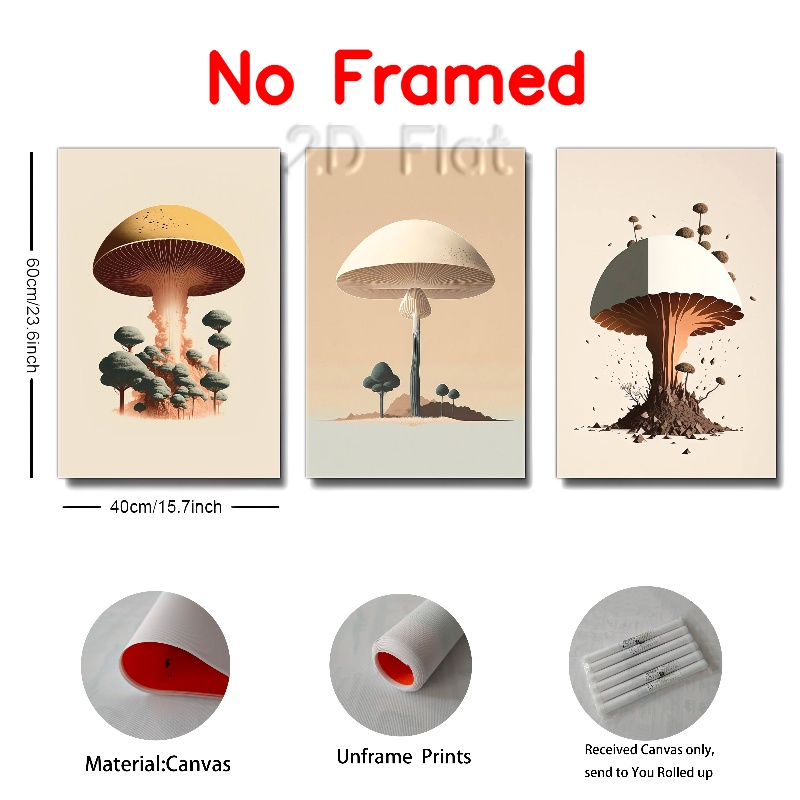 No Framed
2D Flat
60cm/23.6inch
40cm/15.7inch
Material:Canvas
Unframe Prints
Received Canvas only,
send to You Rolled up